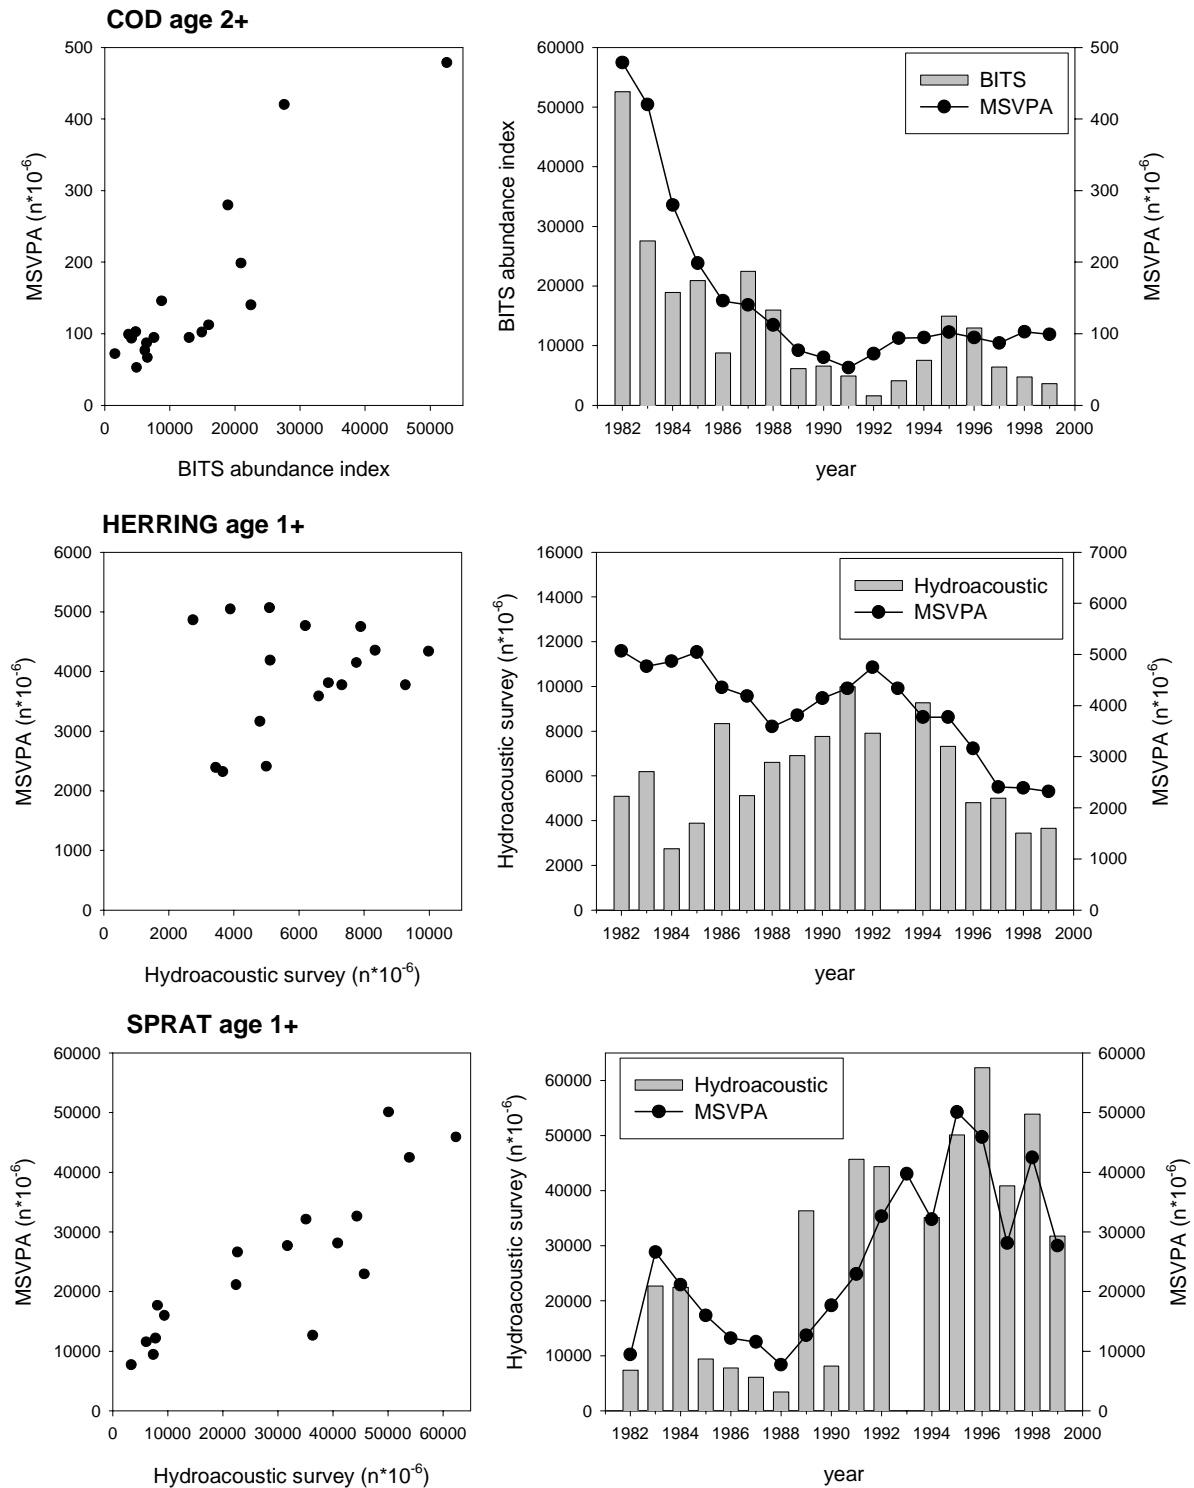 COD age 2+
500
400
300
200
100
0
MSVPA (n*10-6)
0 10000 20000 30000 40000 50000
BITS abundance index
60000
50000
40000
30000
20000
10000
0
BITS abundance index
BITS
MSVPA
500
400
300
200
100
0
MSVPA (n*10-6)
1982 1984 1986 1988 1990 1992 1994 1996 1998 2000
year
HERRING age 1+
6000
5000
4000
3000
2000
1000
0
MSVPA (n*10-6)
0 2000 4000 6000 8000 10000
Hydroacoustic survey (n*10-6)
16000
14000
12000
10000
8000
6000
4000
2000
0
Hydroacoustic survey (n*10-6)
Hydroacoustic
MSVPA
7000
6000
5000
4000
3000
2000
1000
0
MSVPA (n*10-6)
1982 1984 1986 1988 1990 1992 1994 1996 1998 2000
year
SPRAT age 1+
60000
50000
40000
30000
20000
10000
0
MSVPA (n*10-6)
0 10000 20000 30000 40000 50000 60000
Hydroacoustic survey (n*10-6)
60000
50000
40000
30000
20000
10000
0
Hydroacoustic survey (n*10-6)
Hydroacoustic
MSVPA
60000
50000
40000
30000
20000
10000
0
MSVPA (n*10-6)
1982 1984 1986 1988 1990 1992 1994 1996 1998 2000
year